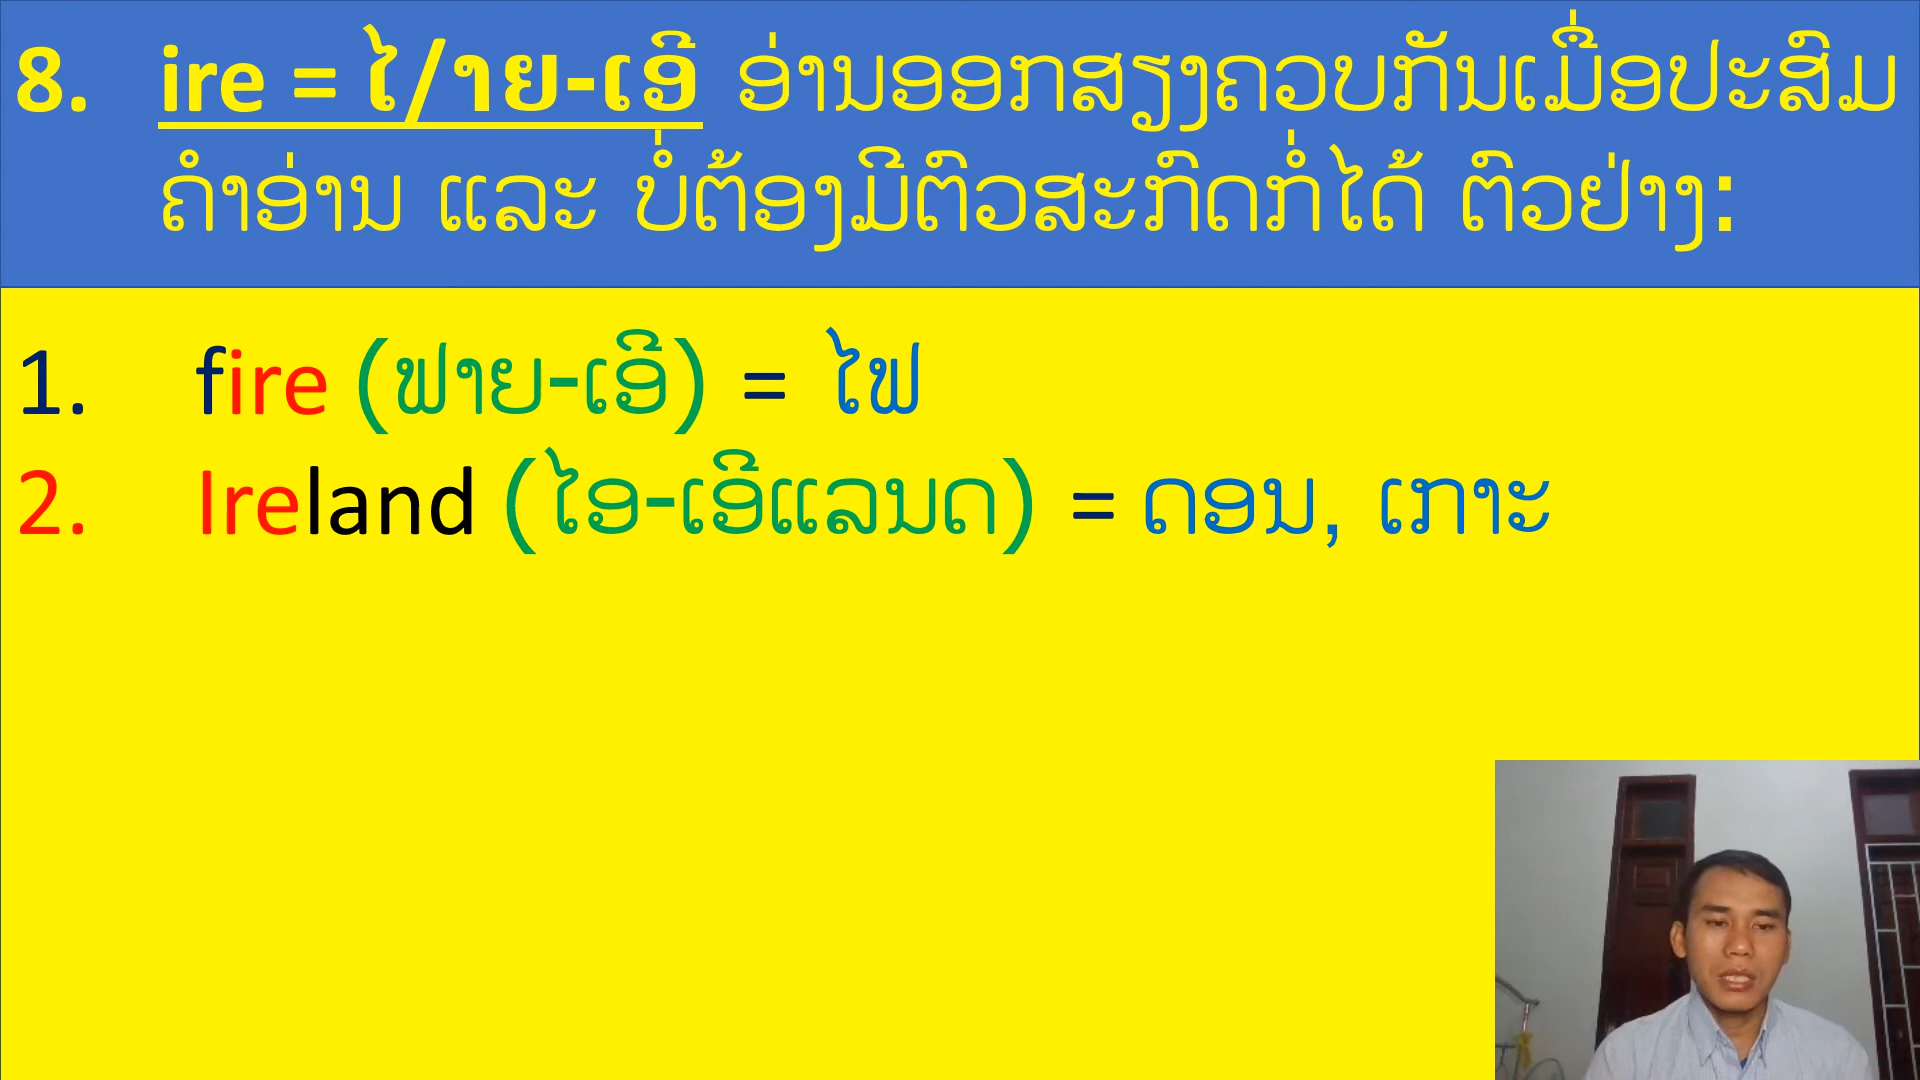 8. ire = ໄ/າຍ-ເອີ ອ່ານອອກສຽງຄວບກັນເມື່ອປະສົມ
ຄຳອ່ານ ແລະ ບໍ່ຕ້ອງມີຕົວສະກົດກໍ່ໄດ້ ຕົວຢ່າງ:
1. fire (ຟາຍ-ເອີ) = ໄຟ
2. Ireland (ໄອ-ເອີແລນດ) = ດອນ, ເກາະ